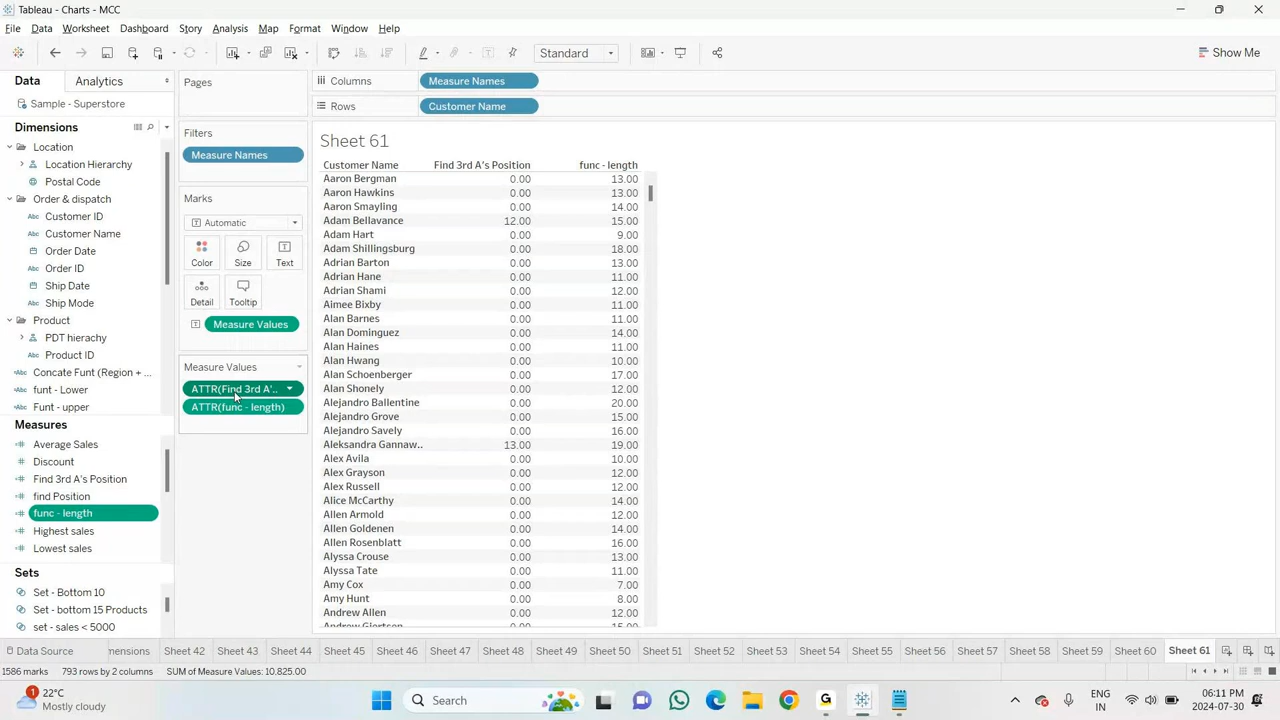 Tableau - Charts - MCC
File Data Worksheet Dashboard Story Analysis Map Format Window Help
Standard
Show Me
Data Analytics
Sample - Superstore
Dimensions
Location
Location Hierarchy
Postal Code
Order & dispatch
Abc Customer ID
Abc Customer Name
Order Date
Abc Order ID
Ship Date
Abc Ship Mode
Product
PDT hierachy
Abc Product ID
Abc Concate Funt (Region + ...
Abc funt - Lower
Abc Funt - upper
Measures
Average Sales
Discount
Find 3rd A's Position
find Position
func - length
Highest sales
Lowest sales
Sets
Set - Bottom 10
Set - bottom 15 Products
set - sales < 5000
Pages
Filters
Measure Names
Marks
Automatic
Color Size Text
Detail Tooltip
Measure Values
Measure Values
ATTR(Find 3rd A'..
ATTR(func - length)
Columns Measure Names
Rows Customer Name
Sheet 61
Customer Name Find 3rd A's Position func - length
Aaron Bergman 0.00 13.00
Aaron Hawkins 0.00 13.00
Aaron Smayling 0.00 14.00
Adam Bellavance 12.00 15.00
Adam Hart 0.00 9.00
Adam Shillingsburg 0.00 18.00
Adrian Barton 0.00 13.00
Adrian Hane 0.00 11.00
Adrian Shami 0.00 12.00
Aimee Bixby 0.00 11.00
Alan Barnes 0.00 11.00
Alan Dominguez 0.00 14.00
Alan Haines 0.00 11.00
Alan Hwang 0.00 10.00
Alan Schoenberger 0.00 17.00
Alan Shonely 0.00 12.00
Alejandro Ballentine 0.00 20.00
Alejandro Grove 0.00 15.00
Alejandro Savely 0.00 16.00
Aleksandra Gannaw.. 13.00 19.00
Alex Avila 0.00 10.00
Alex Grayson 0.00 12.00
Alex Russell 0.00 12.00
Alice McCarthy 0.00 14.00
Allen Armold 0.00 12.00
Allen Goldenen 0.00 14.00
Allen Rosenblatt 0.00 16.00
Alyssa Crouse 0.00 13.00
Alyssa Tate 0.00 11.00
Amy Cox 0.00 7.00
Amy Hunt 0.00 8.00
Andrew Allen 0.00 12.00
Andrew Gjertsen 0.00 15.00
Data Source imensions Sheet 42 Sheet 43 Sheet 44 Sheet 45 Sheet 46 Sheet 47 Sheet 48 Sheet 49 Sheet 50 Sheet 51 Sheet 52 Sheet 53 Sheet 54 Sheet 55 Sheet 56 Sheet 57 Sheet 58 Sheet 59 Sheet 60 Sheet 61
1586 marks 793 rows by 2 columns SUM of Measure Values: 10,825.00
1 22°C
Mostly cloudy
Search
ENG
IN
06:11 PM
2024-07-30